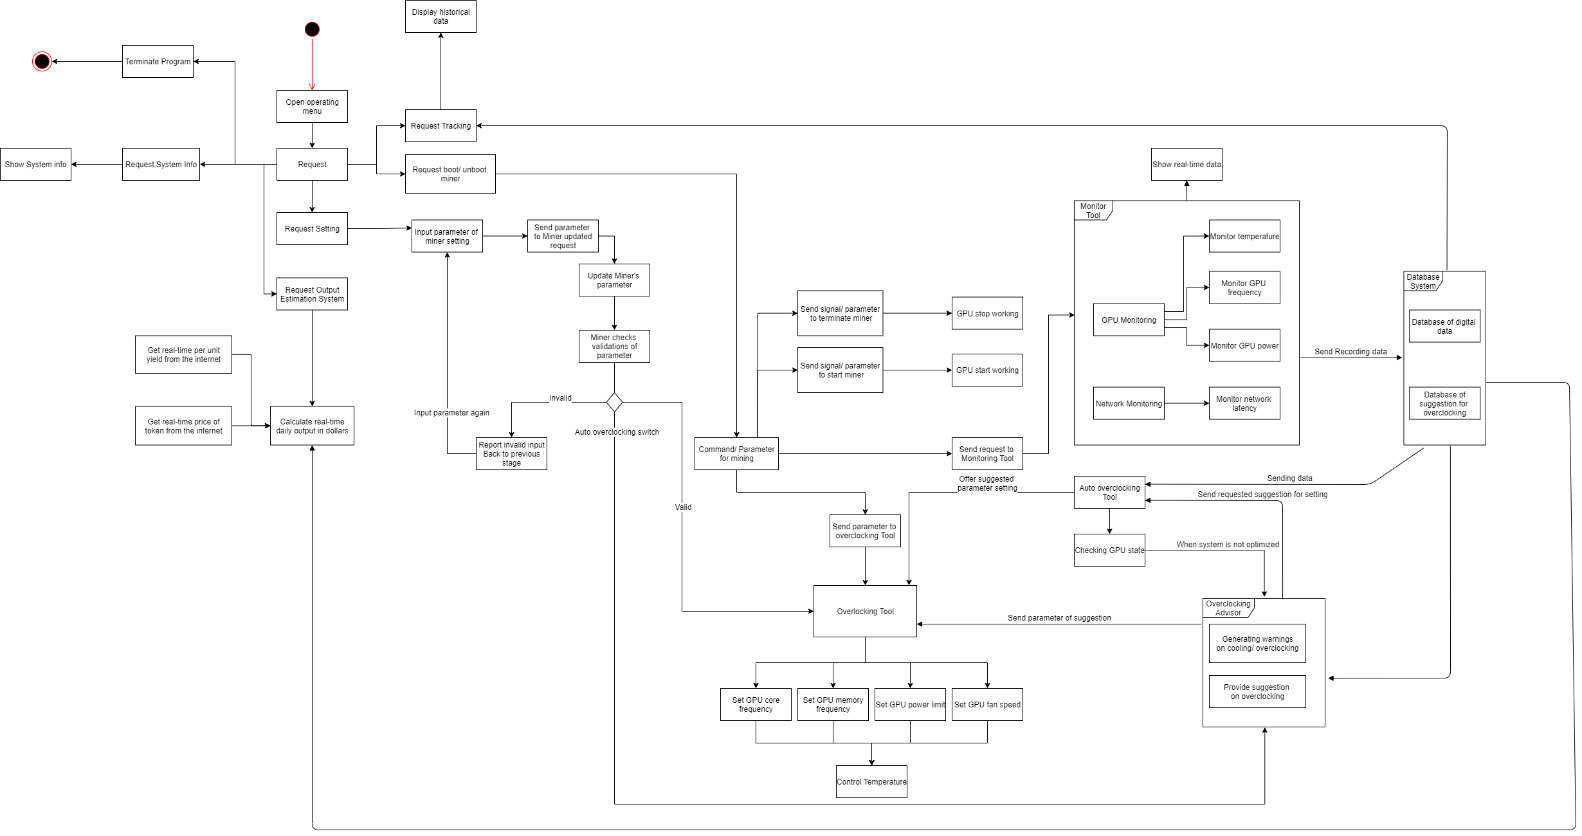 Display historical
data
Terminate Program
Open operating
menu
Request Tracking
Show System info
Request System Info
Request
Request boot/ unboot
miner
Show real-time data
Request Setting
Input parameter of
miner setting
Send parameter
to Miner updated
request
Monitor
Tool
Monitor temperature
Update Miner's
parameter
Request Output
Estimation System
Monitor GPU
frequency
Database
System
Send signal/ parameter
to terminate miner
GPU stop working
GPU Monitoring
Database of digital
data
Get real-time per unit
yield from the internet
Miner checks
validations of
parameter
Monitor GPU power
Send Recording data
Send signal/ parameter
to start miner
GPU start working
Invalid
Network Monitoring
Monitor network
latency
Database of
suggestion for
overclocking
Input parameter again
Get real-time price of
token from the internet
Calculate real-time
daily output in dollars
Auto overclocking switch
Report invalid input
Back to previous
stage
Command/ Parameter
for mining
Send request to
Monitoring Tool
Offer suggested
parameter setting
Sending data
Auto overclocking
Tool
Send requested suggestion for setting
Valid
Send parameter to
overclocking Tool
Checking GPU state
When system is not optimized
Overlocking Tool
Overclocking
Advisor
Send parameter of suggestion
Generating warnings
on cooling/ overclocking
Provide suggestion
on overclocking
Set GPU core
frequency
Set GPU memory
frequency
Set GPU power limit
Set GPU fan speed
Control Temperature